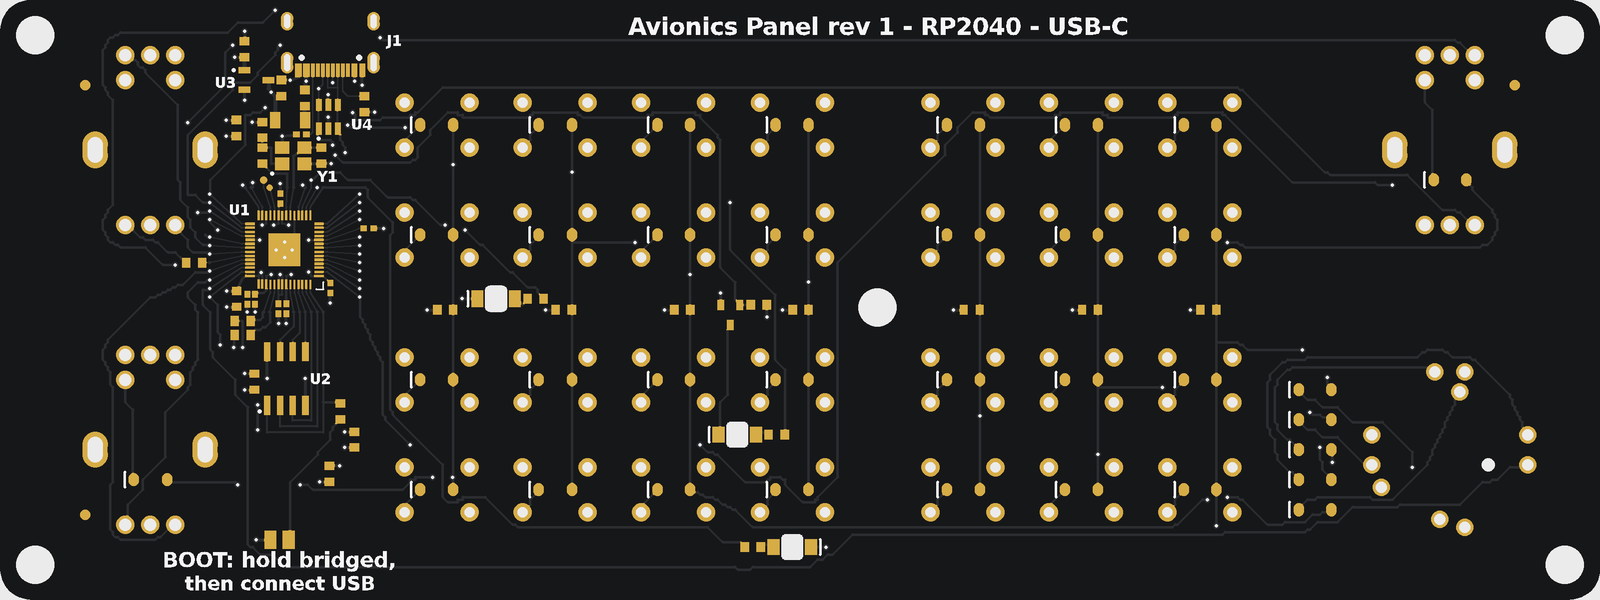 Avionics Panel rev 1 - RP2040 - USB-C
J1
U3
U4
Y1
U1
U2
BOOT: hold bridged,
then connect USB